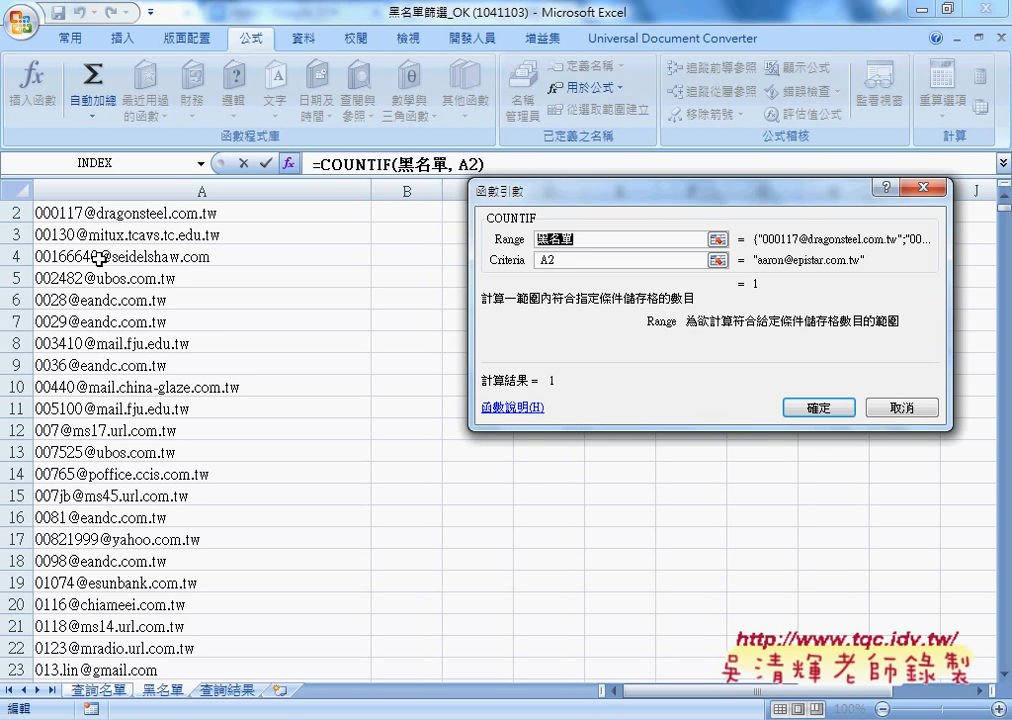 黑名單篩選_OK (1041103) - Microsoft Excel
常用 插入 版面配置 公式 資料 校閱 檢視 開發人員 增益集 Universal Document Converter
插入函數 自動加總 最近用過的函數 財務 邏輯 文字 日期及時間 查閱與參照 數學與三角函數 其他函數
函數程式庫
名稱管理員 定義名稱 用於公式 從選取範圍建立
已定義之名稱
追蹤前導參照 追蹤從屬參照 移除箭號 顯示公式 錯誤檢查 評估值公式 監看視窗
公式稽核
重算選項
計算
INDEX =COUNTIF(黑名單, A2)
A B J
2 000117@dragonsteel.com.tw
3 00130@mitux.tcavs.tc.edu.tw
4 @seidelshaw.com
5 002482@ubos.com.tw
6 0028@eandc.com.tw
7 0029@eandc.com.tw
8 003410@mail.fju.edu.tw
9 0036@eandc.com.tw
10 00440@mail.china-glaze.com.tw
11 005100@mail.fju.edu.tw
12 007@ms17.url.com.tw
13 007525@ubos.com.tw
14 00765@poffice.ccis.com.tw
15 007jb@ms45.url.com.tw
16 0081@eandc.com.tw
17 00821999@yahoo.com.tw
18 0098@eandc.com.tw
19 01074@esunbank.com.tw
20 0116@chiameei.com.tw
21 0118@ms14.url.com.tw
22 0123@mradio.url.com.tw
23 013.lin@gmail.com
函數引數
COUNTIF
Range 黑名單 = {"000117@dragonsteel.com.tw";"00...
Criteria A2 = "aaron@epistar.com.tw"
= 1
計算一範圍內符合指定條件儲存格的數目
Range 為欲計算符合給定條件儲存格數目的範圍
計算結果 = 1
函數說明(H)
確定 取消
http://www.tqc.idv.tw/
吳清輝老師錄製
查詢名單 黑名單 查詢結果
編輯 100%